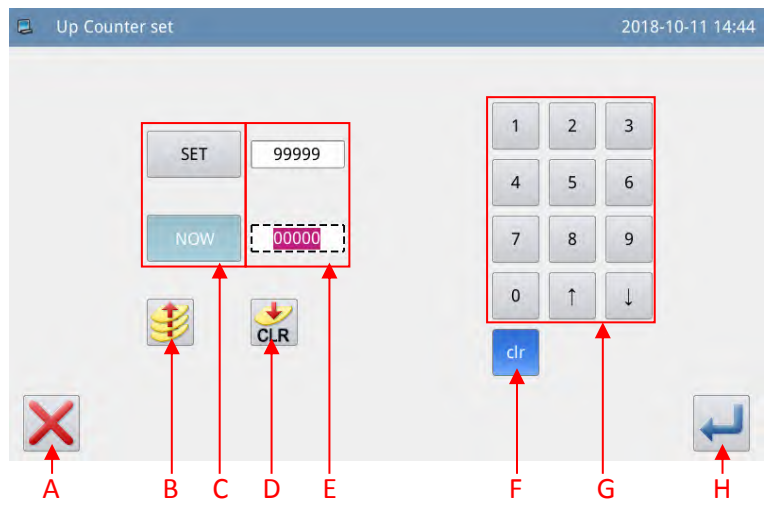 Up Counter set 2018-10-11 14:44
SET 99999
NOW 00000
CLR
1 2 3
4 5 6
7 8 9
0 ↑ ↓
clr
A B C D E F G H